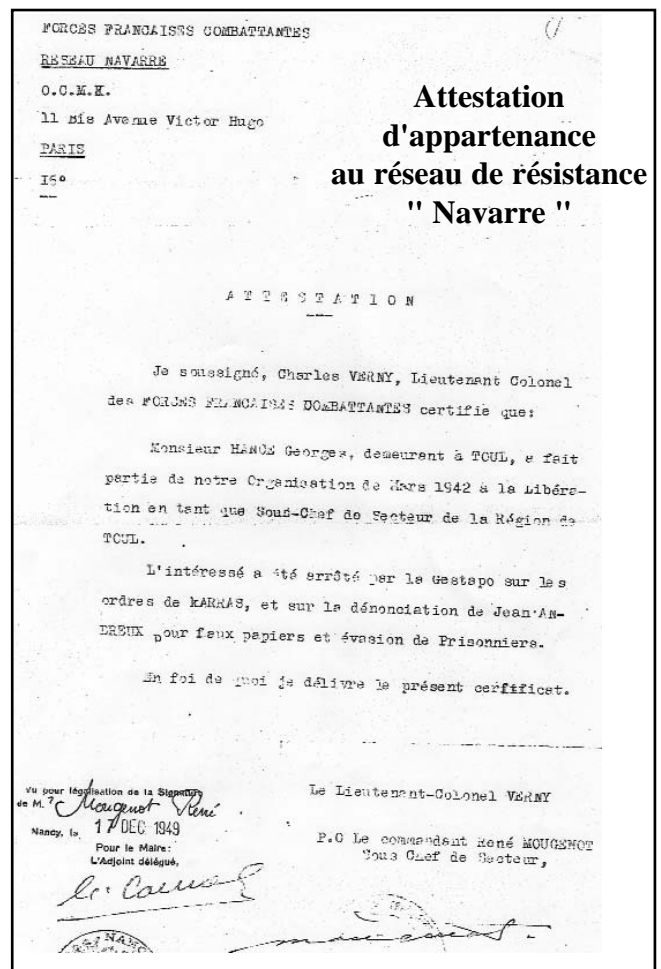 FORCES FRANCAISES COMBATTANTES
RESEAU NAVARRE
O.C.M.K.
11 Bis Avenue Victor Hugo
PARIS
16°
Attestation
d'appartenance
au réseau de résistance
" Navarre "
A T T E S T A T I O N
Je soussigné, Charles VERNY, Lieutenant Colonel
des FORCES FRANCAISES COMBATTANTES certifie que:
Monsieur HANCE Georges, demeurant à TOUL, a fait
partie de notre Organisation de Mars 1942 à la Libéra-
tion en tant que Sous-Chef de Secteur de la Région de
TOUL.
L'intéressé a été arrêté par la Gestapo sur les
ordres de KARRAS, et sur la dénonciation de Jean AN-
DREUX pour faux papiers et évasion de Prisonniers.
En foi de quoi je délivre le présent cerfificat.
Vu pour légalisation de la Signature
de M. Mougenot René
Nancy, le 17 DEC 1949
Pour le Maire:
L'Adjoint délégué,
Le Lieutenant-Colonel VERNY
P.O Le commandant René MOUGENOT
Sous Chef de Secteur,
NANCY